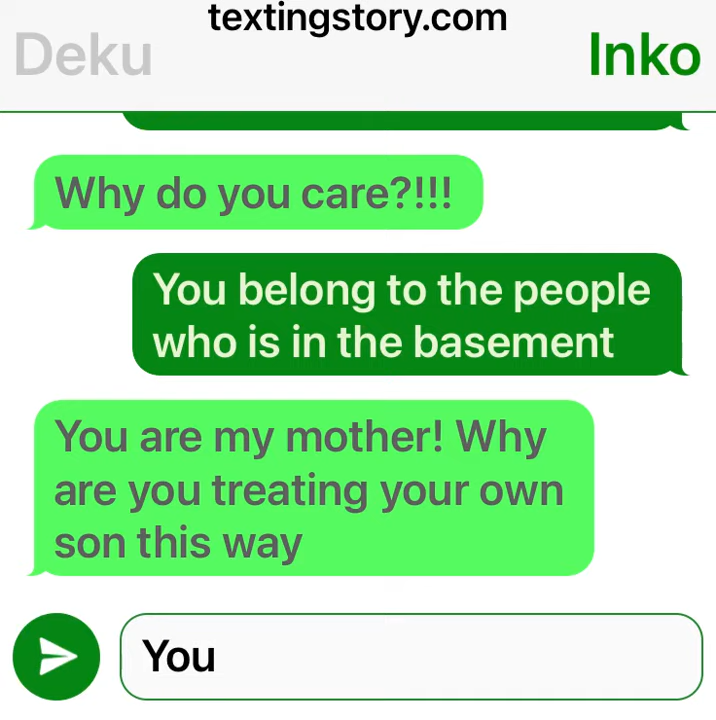 textingstory.com
Deku
Inko
Why do you care?!!!
You belong to the people
who is in the basement
You are my mother! Why
are you treating your own
son this way
You